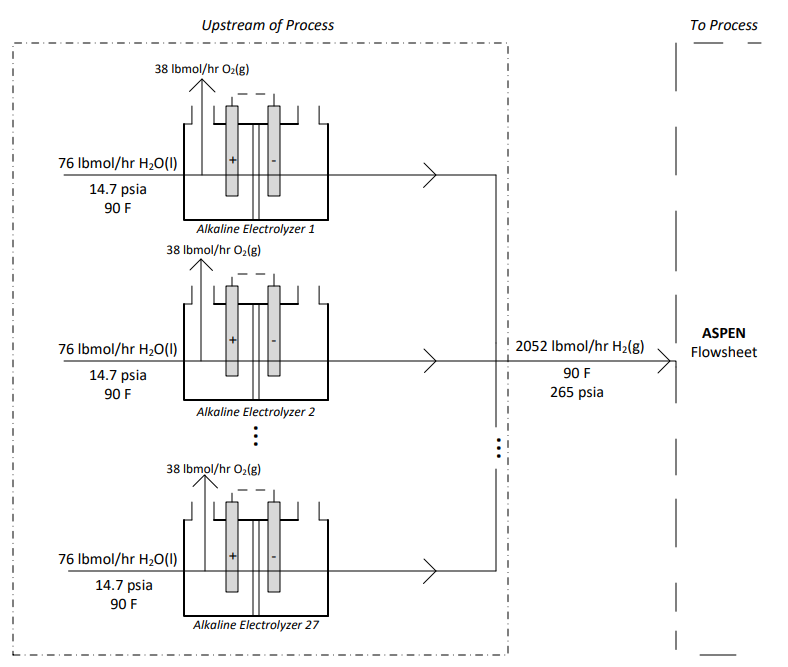 Upstream of Process
To Process
38 lbmol/hr O₂(g)
76 lbmol/hr H₂O(l)
14.7 psia
90 F
+
-
Alkaline Electrolyzer 1
38 lbmol/hr O₂(g)
76 lbmol/hr H₂O(l)
14.7 psia
90 F
+
-
Alkaline Electrolyzer 2
2052 lbmol/hr H₂(g)
90 F
265 psia
ASPEN
Flowsheet
38 lbmol/hr O₂(g)
76 lbmol/hr H₂O(l)
14.7 psia
90 F
+
-
Alkaline Electrolyzer 27